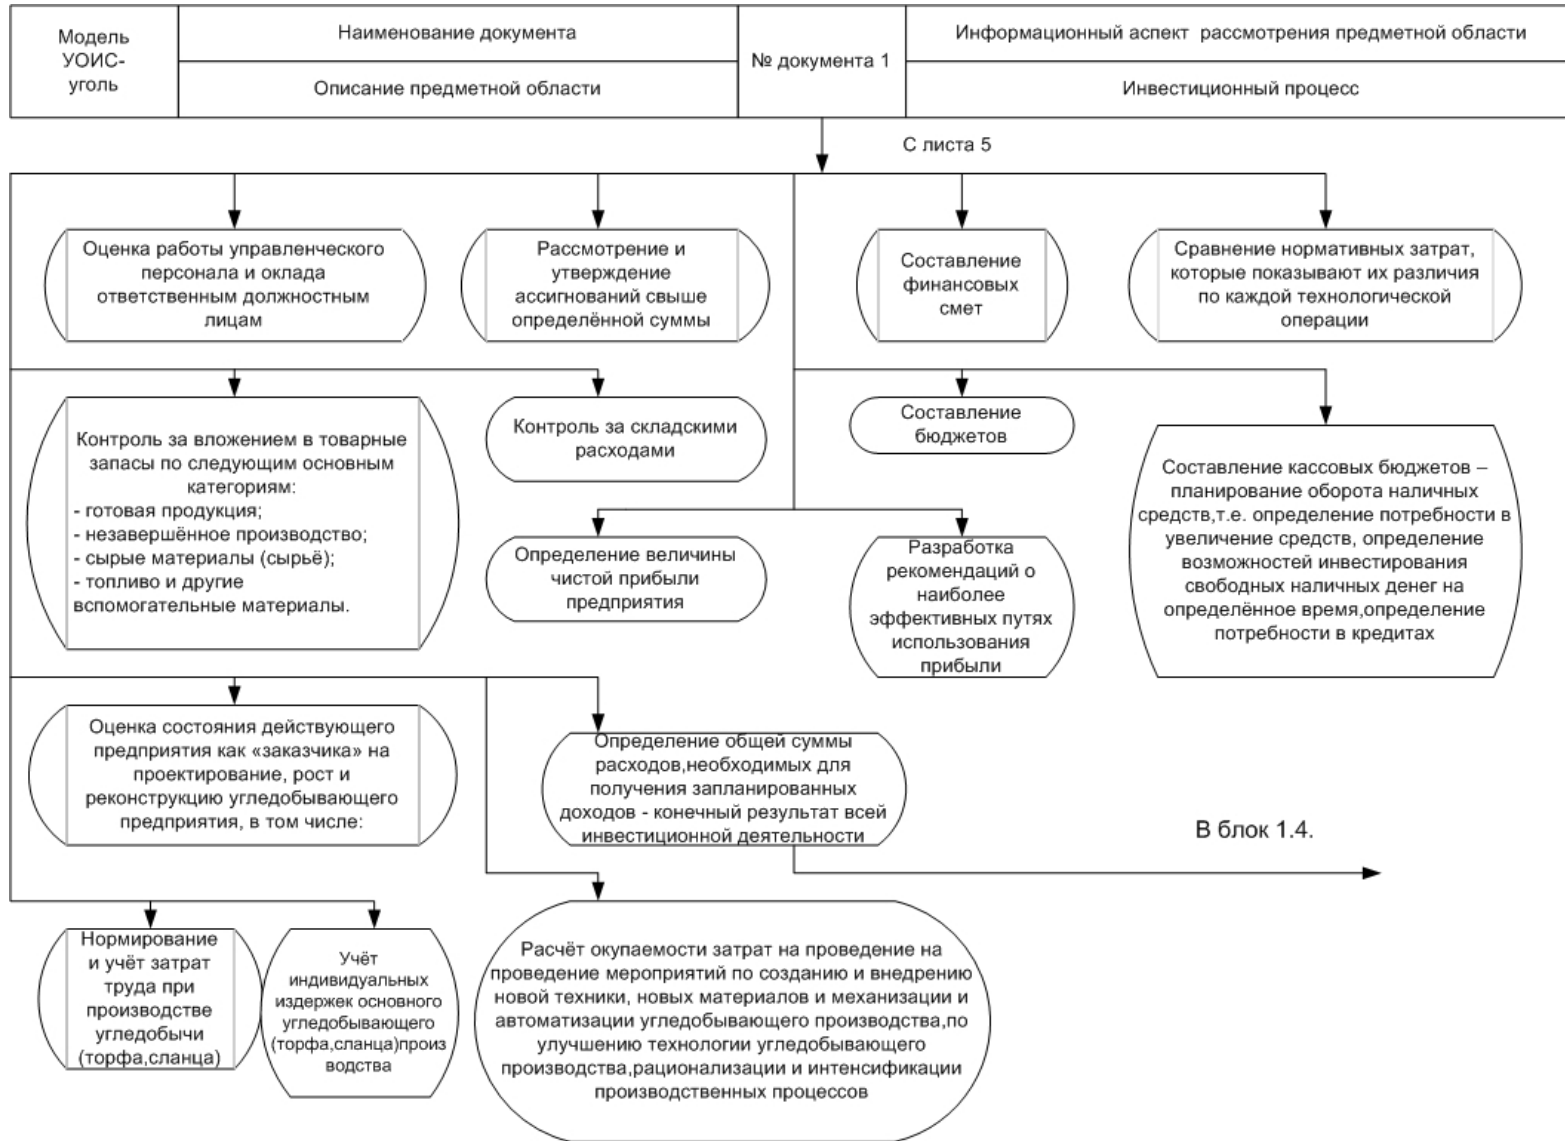 Модель
УОИС-
уголь
Наименование документа
Описание предметной области
№ документа 1
Информационный аспект рассмотрения предметной области
Инвестиционный процесс
С листа 5
Оценка работы управленческого
персонала и оклада
ответственным должностным
лицам
Рассмотрение и
утверждение
ассигнований свыше
определённой суммы
Составление
финансовых
смет
Сравнение нормативных затрат,
которые показывают их различия
по каждой технологической
операции
Контроль за вложением в товарные
запасы по следующим основным
категориям:
- готовая продукция;
- незавершённое производство;
- сырые материалы (сырьё);
- топливо и другие
вспомогательные материалы.
Контроль за складскими
расходами
Составление
бюджетов
Составление кассовых бюджетов –
планирование оборота наличных
средств,т.е. определение потребности в
увеличение средств, определение
возможностей инвестирования
свободных наличных денег на
определённое время,определение
потребности в кредитах
Определение величины
чистой прибыли
предприятия
Разработка
рекомендаций о
наиболее
эффективных путях
использования
прибыли
Оценка состояния действующего
предприятия как «заказчика» на
проектирование, рост и
реконструкцию угледобывающего
предприятия, в том числе:
Определение общей суммы
расходов,необходимых для
получения запланированных
доходов - конечный результат всей
инвестиционной деятельности
В блок 1.4.
Нормирование
и учёт затрат
труда при
производстве
угледобычи
(торфа,сланца)
Учёт
индивидуальных
издержек основного
угледобывающего
(торфа,сланца)произ
водства
Расчёт окупаемости затрат на проведение на
проведение мероприятий по созданию и внедрению
новой техники, новых материалов и механизации и
автоматизации угледобывающего производства,по
улучшению технологии угледобывающего
производства,рационализации и интенсификации
производственных процессов